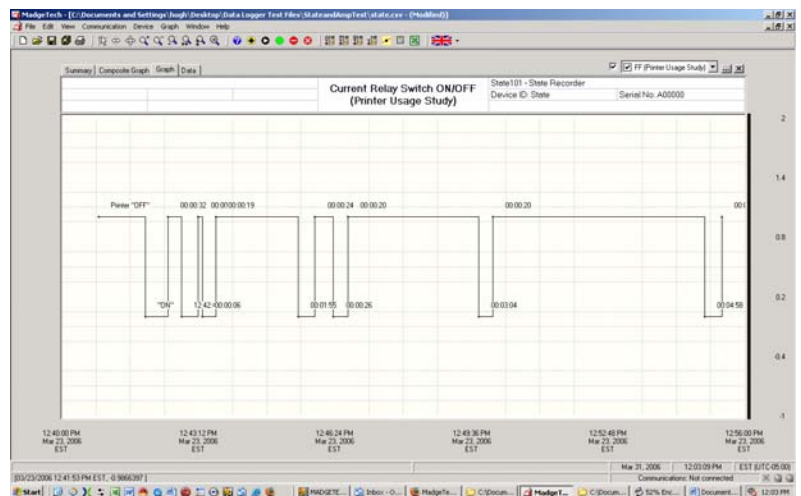 MadgeTech - [C:\Documents and Settings\hugh\Desktop\Data Logger Test Files\StateandAmpTest\state.csv - (Modified)]
File Edit View Communication Device Graph Window Help
Summary Composite Graph Graph Data
FF (Printer Usage Study)
Current Relay Switch ON/OFF
(Printer Usage Study)
State101 - State Recorder
Device ID: State
Serial No: A00000
2
1.4
0.8
0.2
-0.4
-1
Printer "OFF" 00:00:32 00:00:19 00:00:24 00:00:20 00:00:20
"ON" 12:42: 00:00:06 00:01:55 00:00:26 00:03:04 00:04:58
12:40:00 PM 12:43:12 PM 12:46:24 PM 12:49:36 PM 12:52:48 PM 12:56:00 PM
Mar 23, 2006 Mar 23, 2006 Mar 23, 2006 Mar 23, 2006 Mar 23, 2006 Mar 23, 2006
EST EST EST EST EST EST
Mar 31, 2006 12:03:09 PM EST (UTC-05:00)
[03/23/2006 12:41:53 PM EST, -0.9866397 ] Communications: Not connected
Start MADGETE... Inbox - O... MadgeTe... C:\Docum... MadgeT... C:\Docum... 52% Enc... Document... 12:03 PM